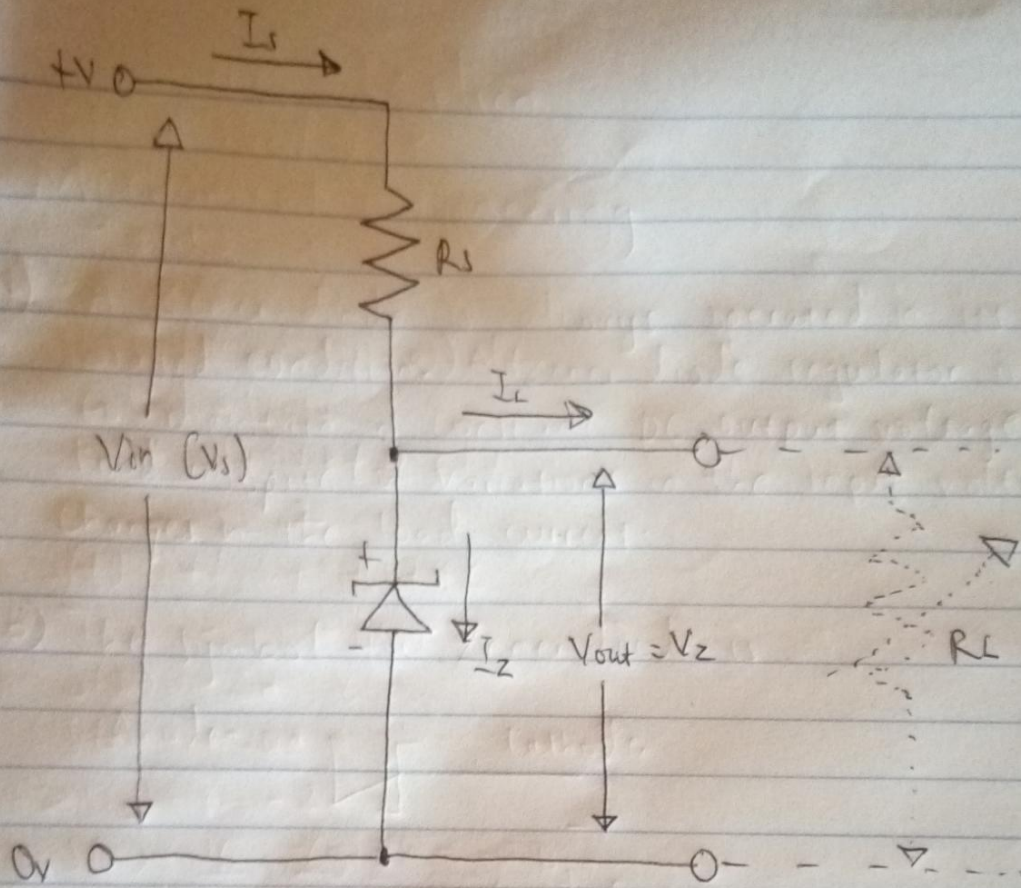 Is
+V
Rs
IL
Vin (Vs)
+
-
Iz
Vout = Vz
RL
0v